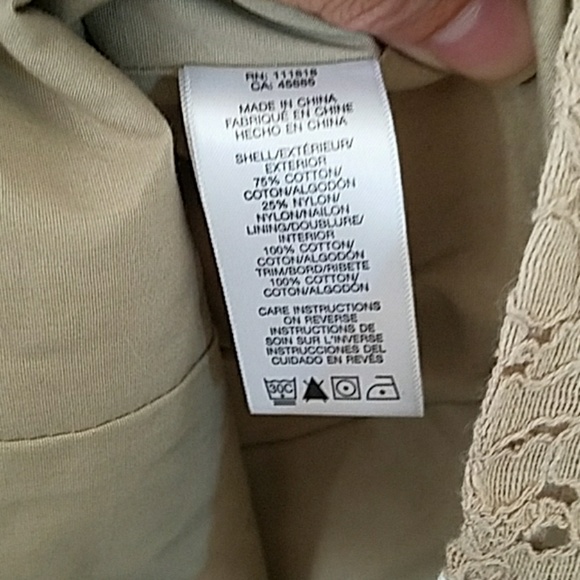 RN: 111818
CA: 45685
MADE IN CHINA
FABRIQUÉ EN CHINE
HECHO EN CHINA
SHELL/EXTÉRIEUR/
EXTERIOR
75% COTTON/
COTON/ALGODÓN
25% NYLON/
NYLON/NAILON
LINING/DOUBLURE/
INTERIOR
100% COTTON/
COTON/ALGODÓN
TRIM/BORD/RIBETE
100% COTTON/
COTON/ALGODÓN
CARE INSTRUCTIONS
ON REVERSE
INSTRUCTIONS DE
SOIN SUR L'INVERSE
INSTRUCCIONES DEL
CUIDADO EN REVÉS
30C